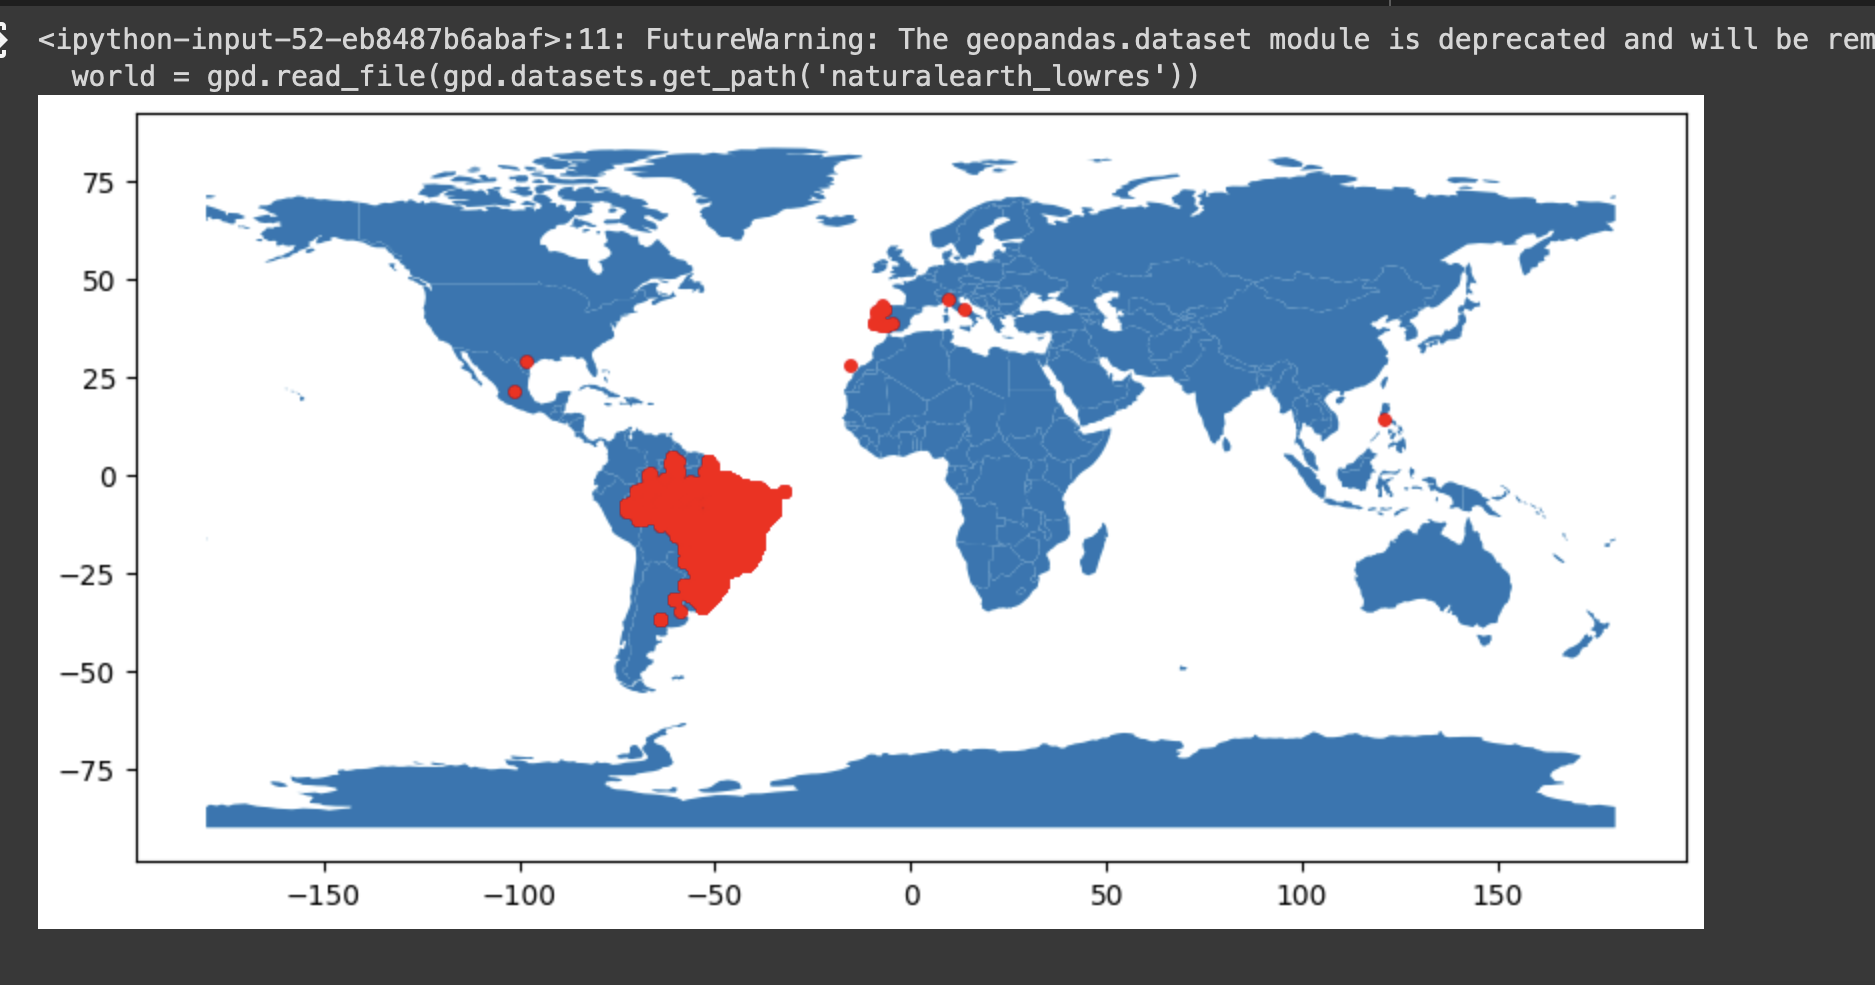 <ipython-input-52-eb8487b6abaf>:11: FutureWarning: The geopandas.dataset module is deprecated and will be
world = gpd.read_file(gpd.datasets.get_path('naturalearth_lowres'))
75
50
25
0
−25
−50
−75
−150 −100 −50 0 50 100 150